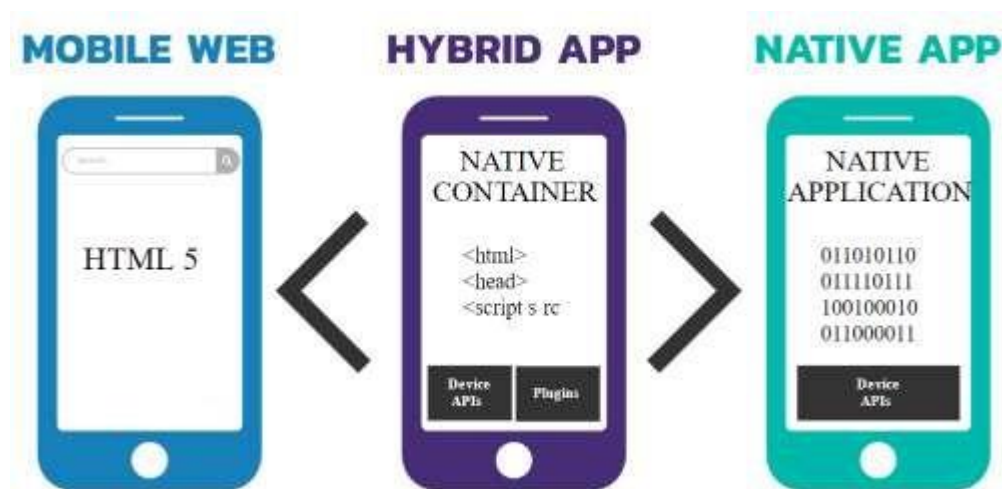 MOBILE WEB
HYBRID APP
NATIVE APP
HTML 5
NATIVE
CONTAINER
<html>
<head>
<script s rc
Device
APIs
Plugins
NATIVE
APPLICATION
011010110
011110111
100100010
011000011
Device
APIs